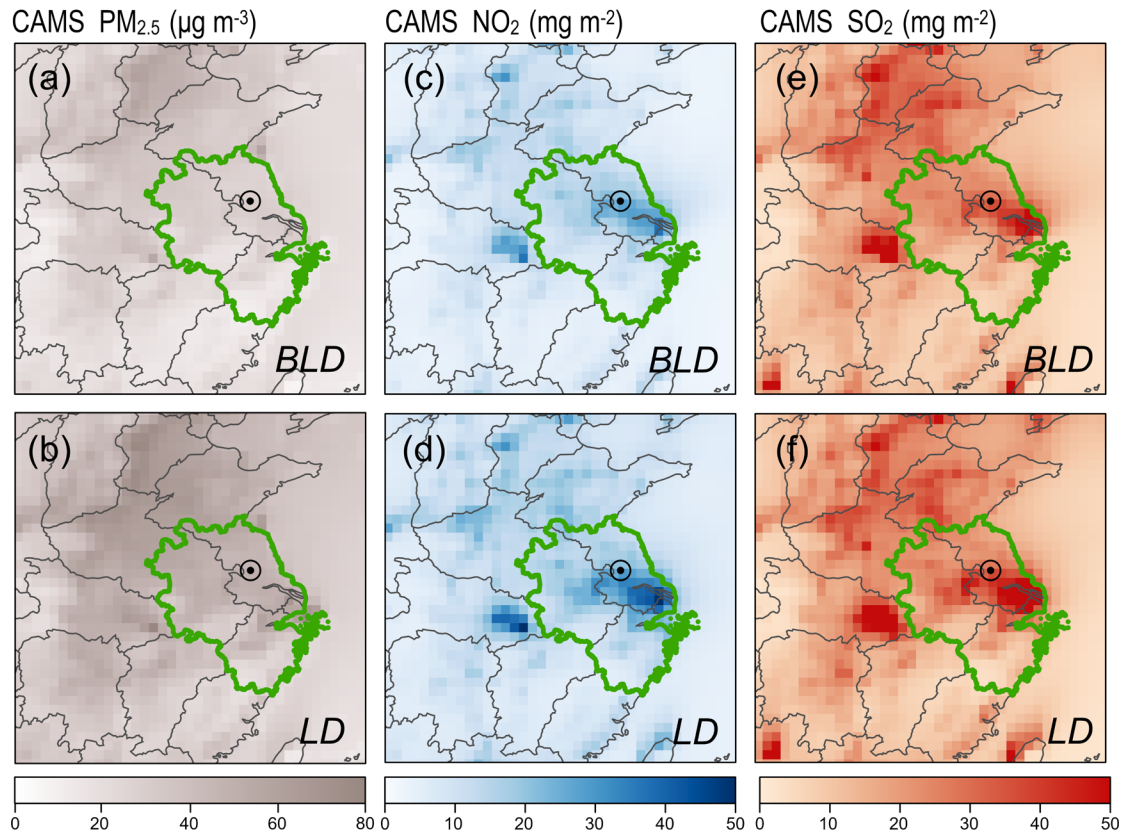 CAMS PM2.5 (µg m-3) CAMS NO2 (mg m-2) CAMS SO2 (mg m-2)
(a) (c) (e)
BLD BLD BLD
(b) (d) (f)
LD LD LD
0 20 40 60 80 0 10 20 30 40 50 0 10 20 30 40 50